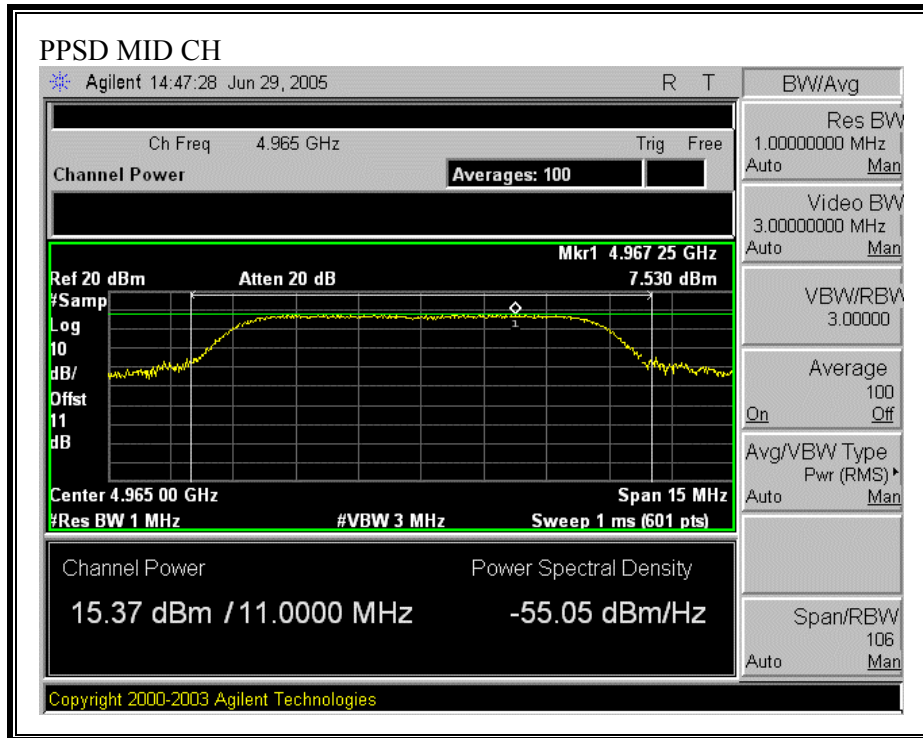 PPSD MID CH
Agilent 14:47:28 Jun 29, 2005 R T
Ch Freq 4.965 GHz Trig Free
Channel Power Averages: 100
Mkr1 4.967 25 GHz
Ref 20 dBm Atten 20 dB 7.530 dBm
#Samp
Log
10
dB/
Offst
11
dB
1
Center 4.965 00 GHz Span 15 MHz
#Res BW 1 MHz #VBW 3 MHz Sweep 1 ms (601 pts)
Channel Power Power Spectral Density
15.37 dBm / 11.0000 MHz -55.05 dBm/Hz
Copyright 2000-2003 Agilent Technologies
BW/Avg
Res BW
1.00000000 MHz
Auto Man
Video BW
3.00000000 MHz
Auto Man
VBW/RBW
3.00000
Average
100
On Off
Avg/VBW Type
Pwr (RMS)
Auto Man
Span/RBW
106
Auto Man